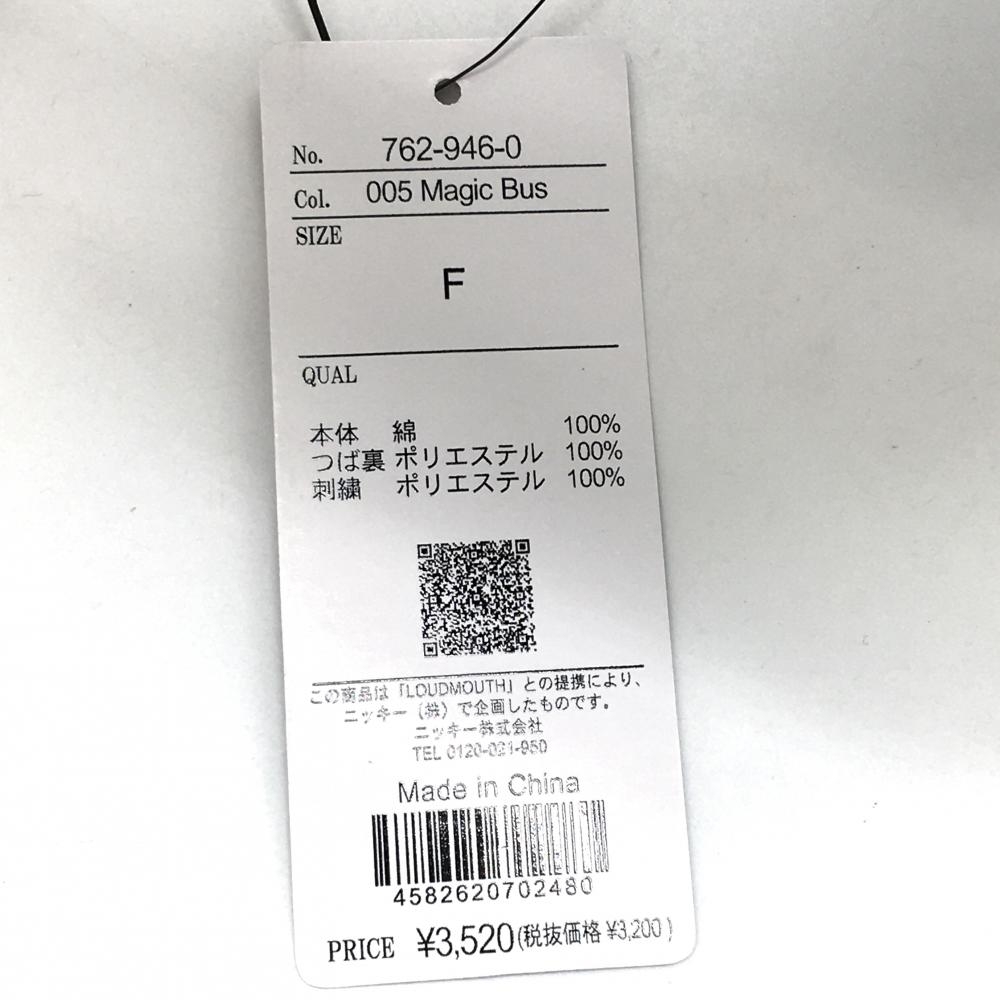 No. 762-946-0
Col. 005 Magic Bus
SIZE
F
QUAL
本体 綿 100%
つば裏 ポリエステル 100%
刺繍 ポリエステル 100%
この商品は「LOUDMOUTH」との提携により、
ニッキー（株）で企画したものです。
ニッキー株式会社
TEL 0120-021-950
Made in China
4582620702480
PRICE ¥3,520(税抜価格 ¥3,200)